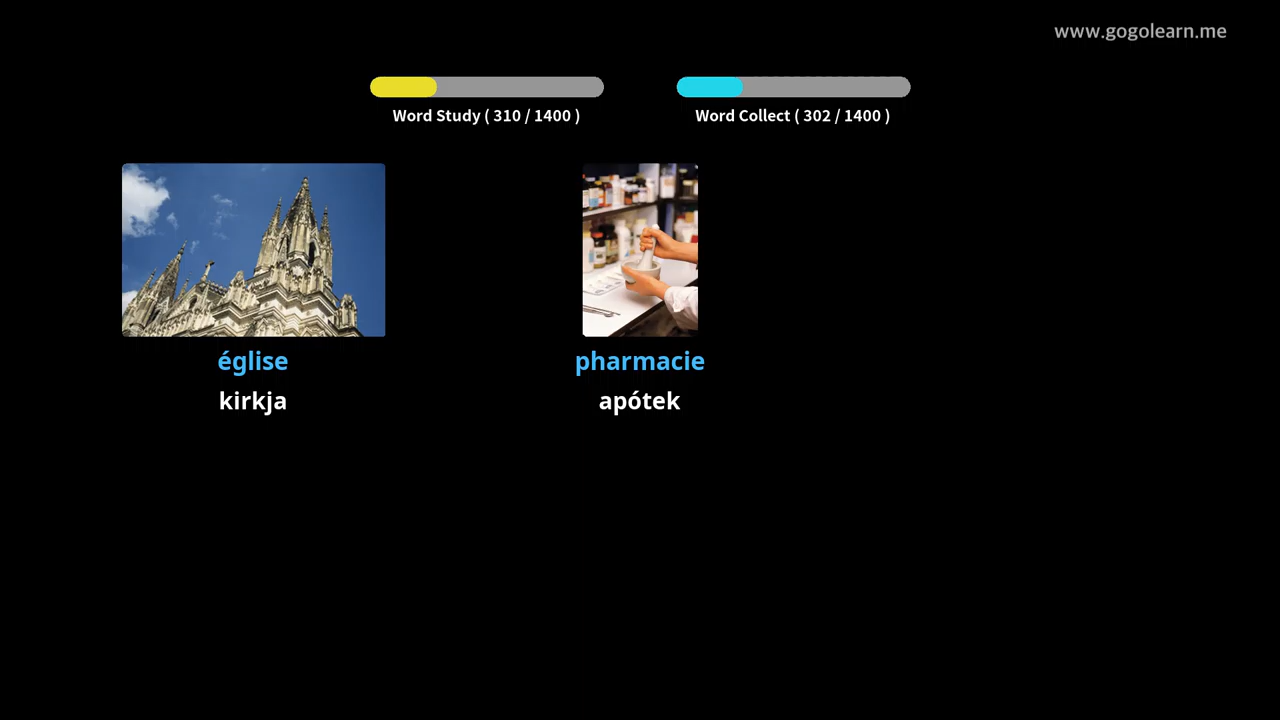 www.gogolearn.me
Word Study ( 310 / 1400 )
Word Collect ( 302 / 1400 )
église
kirkja
pharmacie
apótek